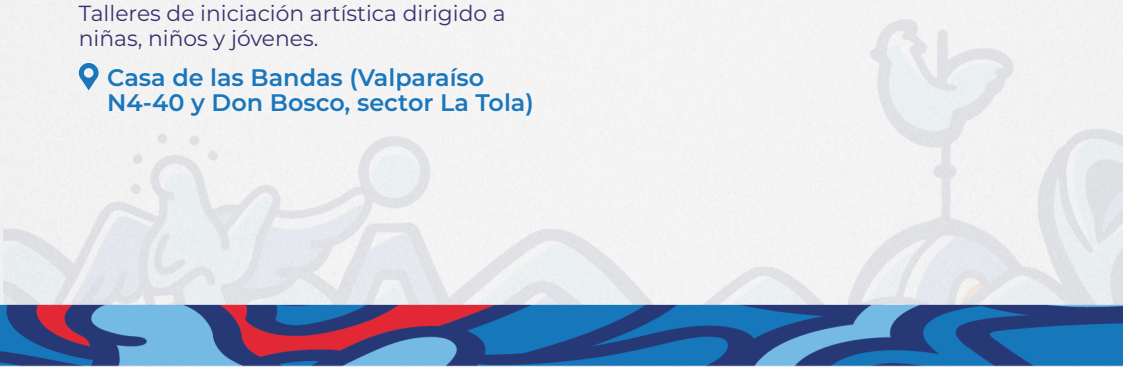 Talleres de iniciación artística dirigido a
niñas, niños y jóvenes.
Casa de las Bandas (Valparaíso
N4-40 y Don Bosco, sector La Tola)